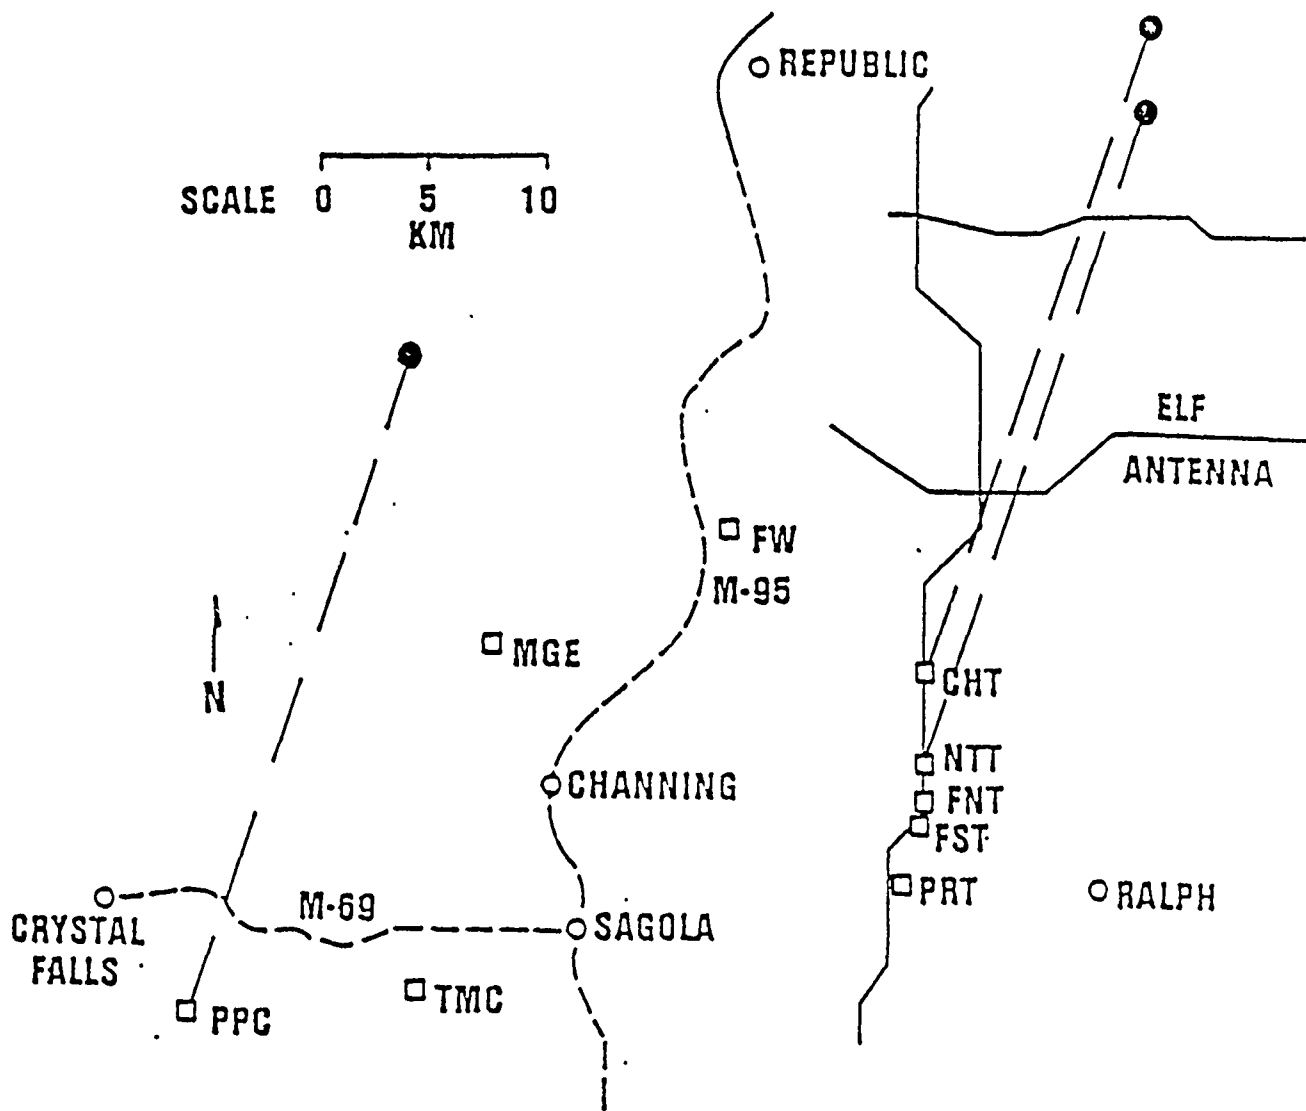 REPUBLIC
SCALE 0 5 10
KM
ELF
ANTENNA
FW
M-95
MGE
N
CHT
NTT
CHANNING
FNT
FST
PRT
RALPH
M-69
CRYSTAL
FALLS
SAGOLA
TMC
PPC